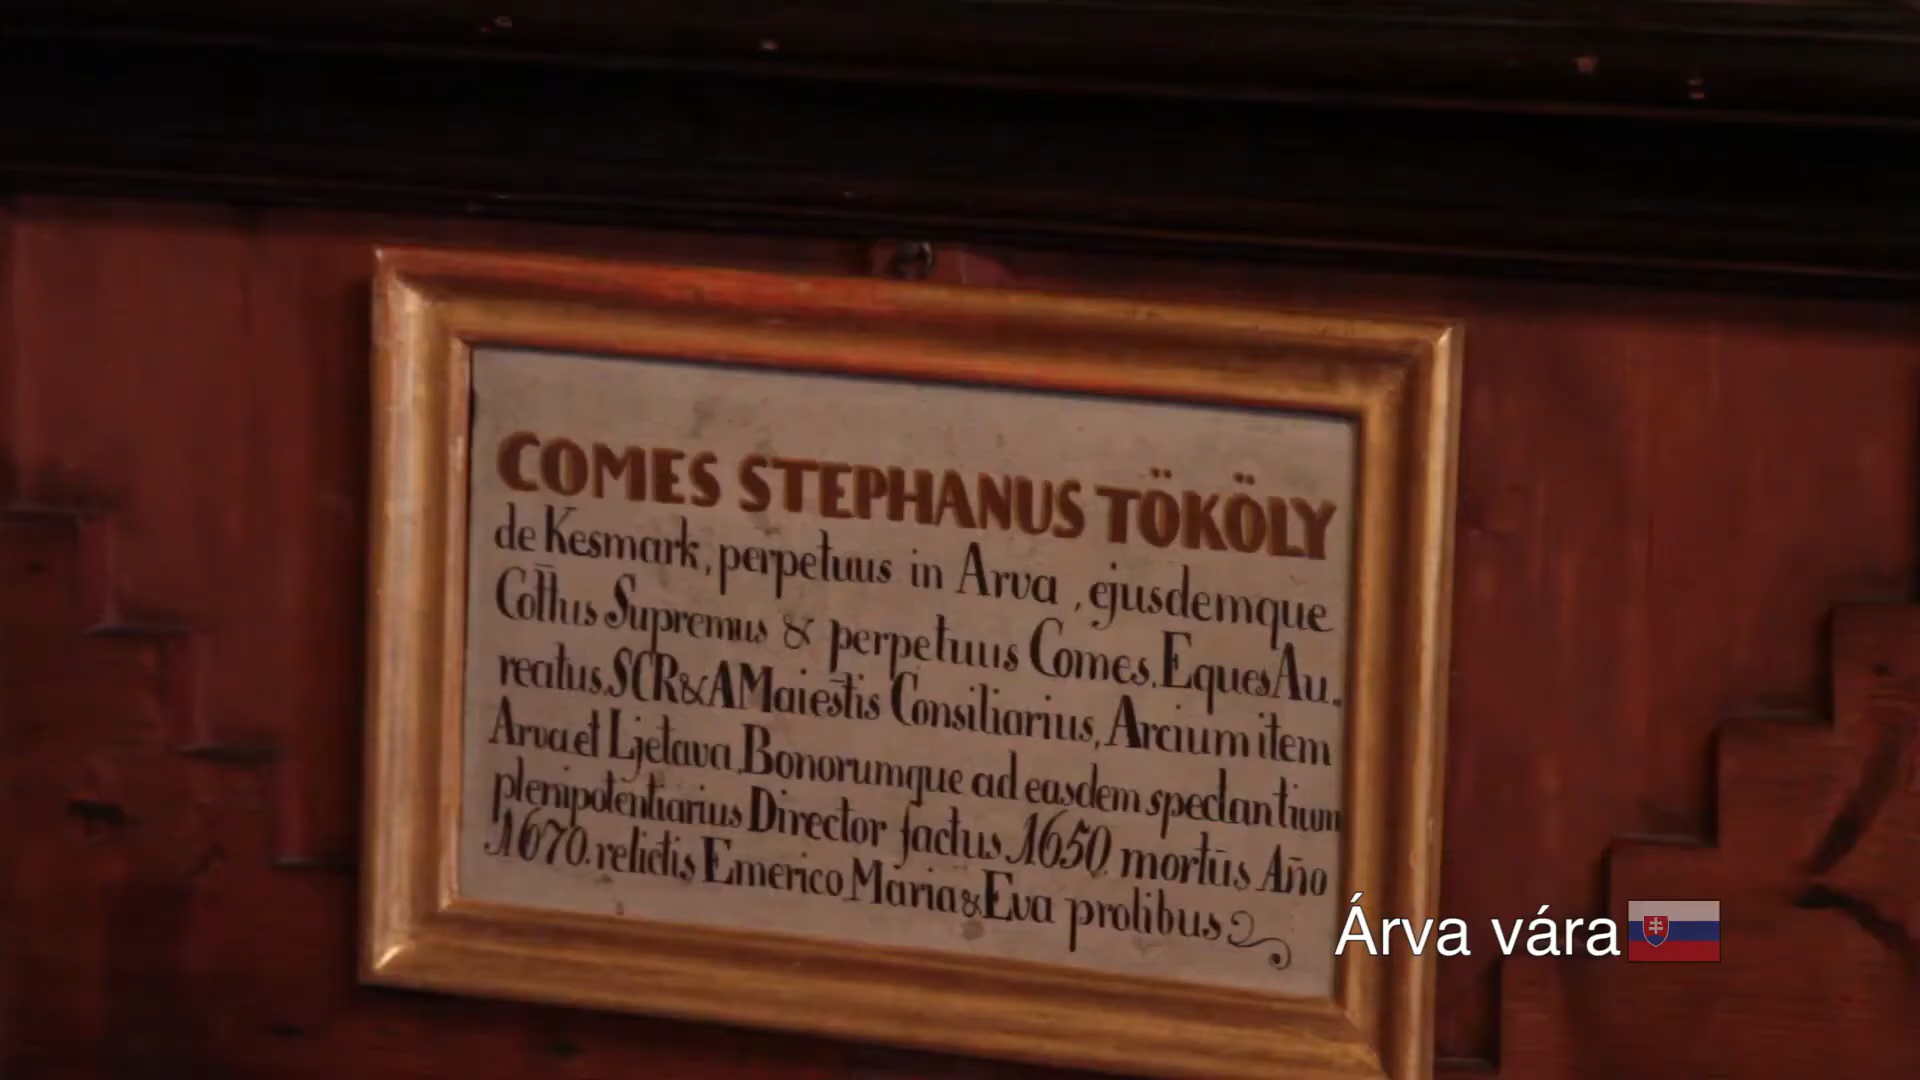 COMES STEPHANUS TÖKÖLY
de Kesmark, perpetuus in Arva, ejusdemque
Cottus Supremus & perpetuus Comes. Eques Au.
reatus. SCR&A Maiestis Consiliarius, Arcium item
Arva et Ljetava Bonorumque ad easdem spectantium
plenipotentiarius Director factus 1650. mortūs Año
1670. relictis Emerico Maria & Eva prolibus
Árva vára